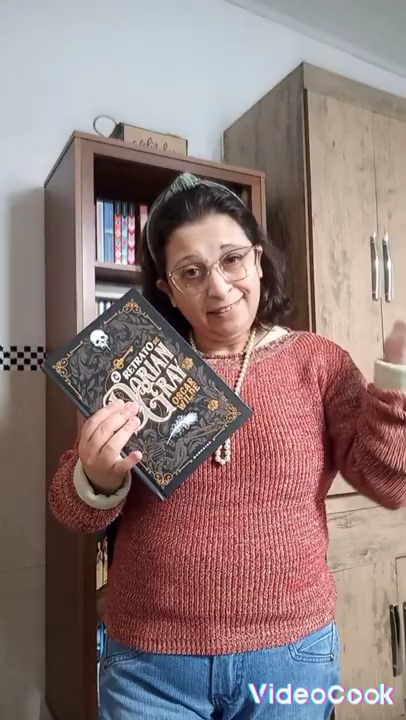 O RETRATO DE
DORIAN
GRAY
OSCAR
WILDE
VideoCook